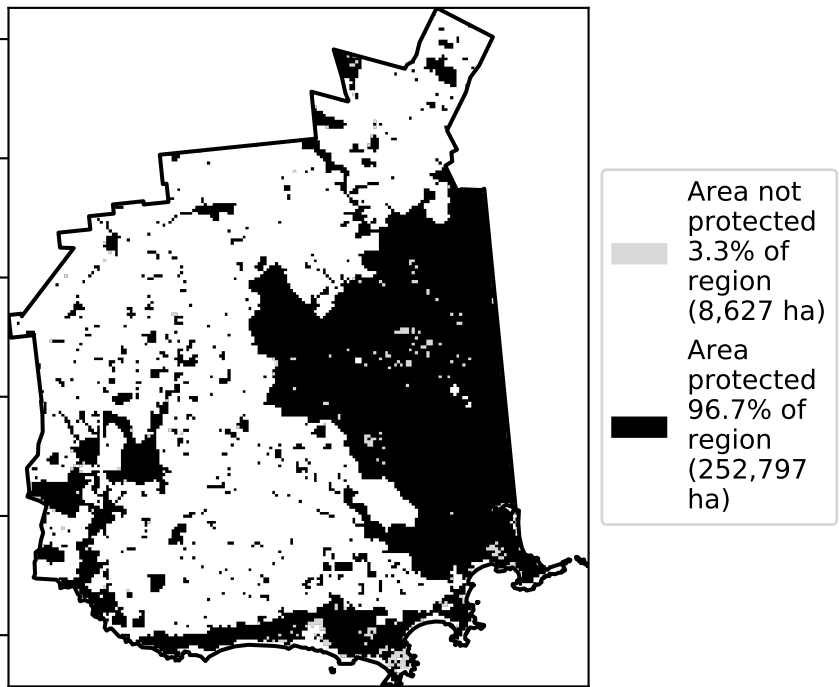 Area not
protected
3.3% of
region
(8,627 ha)
Area
protected
96.7% of
region
(252,797
ha)